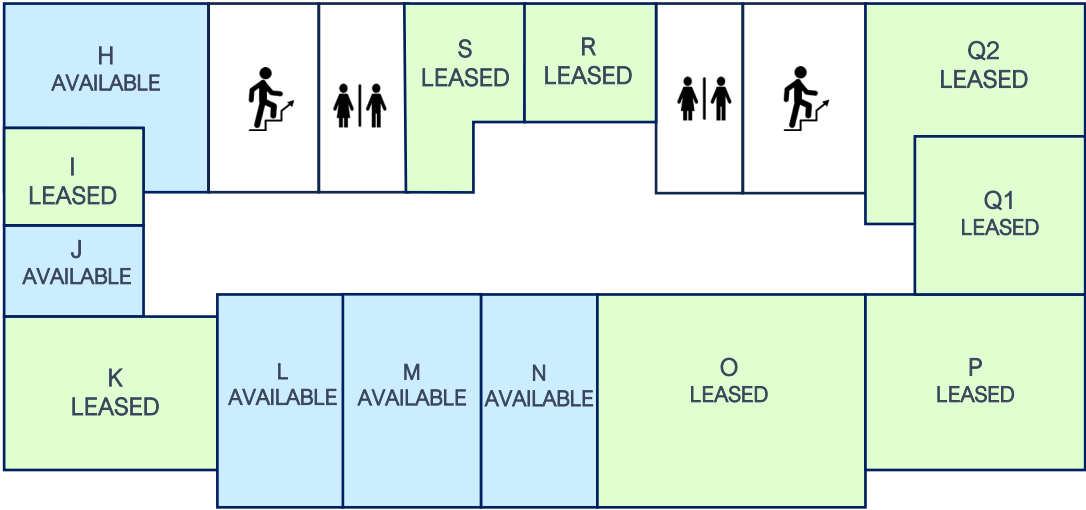 H
AVAILABLE
S
LEASED
R
LEASED
Q2
LEASED
I
LEASED
Q1
LEASED
J
AVAILABLE
K
LEASED
L
AVAILABLE
M
AVAILABLE
N
AVAILABLE
O
LEASED
P
LEASED